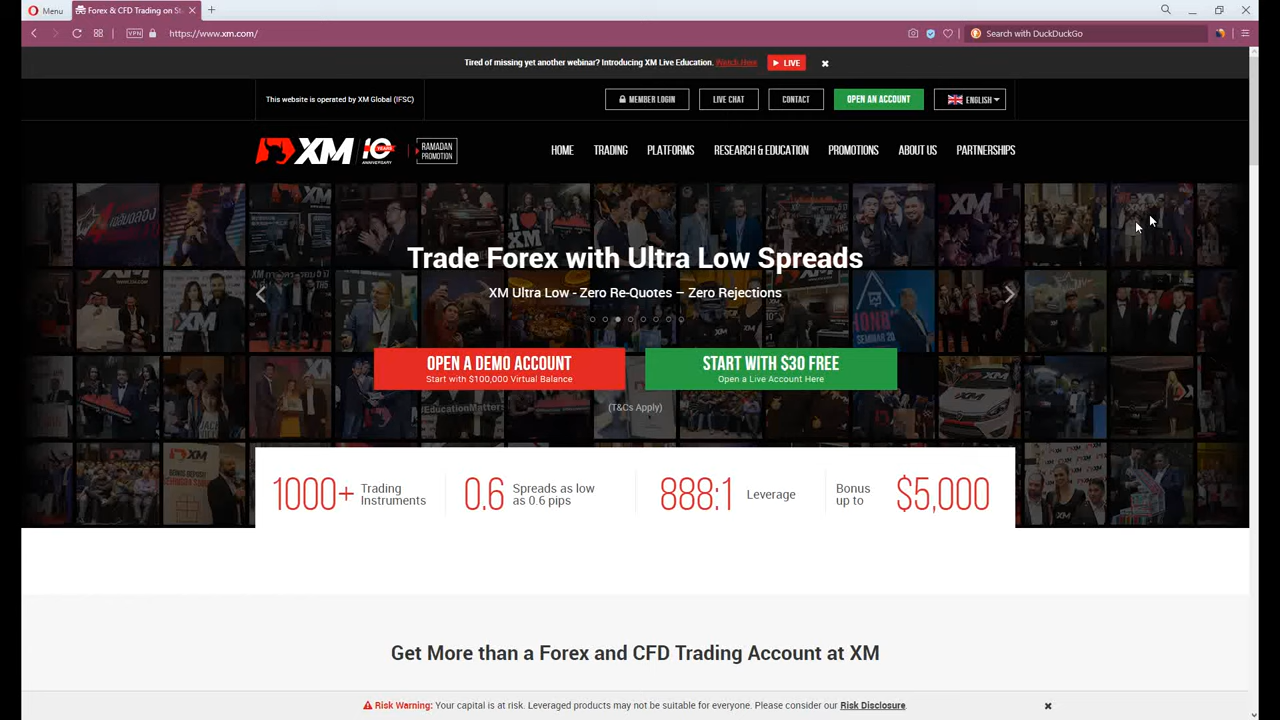 Menu
Forex & CFD Trading on St
VPN
https://www.xm.com/
Search with DuckDuckGo
Tired of missing yet another webinar? Introducing XM Live Education. Watch Here
LIVE
This website is operated by XM Global (IFSC)
MEMBER LOGIN
LIVE CHAT
CONTACT
OPEN AN ACCOUNT
ENGLISH
XM 10 YEARS ANNIVERSARY
RAMADAN
PROMOTION
HOME
TRADING
PLATFORMS
RESEARCH & EDUCATION
PROMOTIONS
ABOUT US
PARTNERSHIPS
Trade Forex with Ultra Low Spreads
XM Ultra Low - Zero Re-Quotes – Zero Rejections
OPEN A DEMO ACCOUNT
Start with $100,000 Virtual Balance
START WITH $30 FREE
Open a Live Account Here
(T&Cs Apply)
1000+ Trading
Instruments
0.6 Spreads as low
as 0.6 pips
888:1 Leverage
Bonus
up to
$5,000
Get More than a Forex and CFD Trading Account at XM
Risk Warning: Your capital is at risk. Leveraged products may not be suitable for everyone. Please consider our Risk Disclosure.